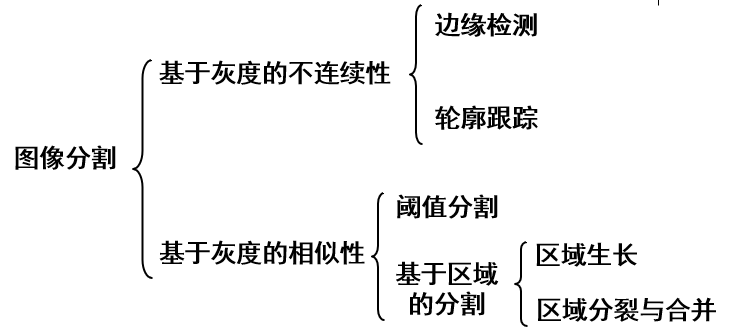 图像分割
基于灰度的不连续性
边缘检测
轮廓跟踪
基于灰度的相似性
阈值分割
基于区域
的分割
区域生长
区域分裂与合并